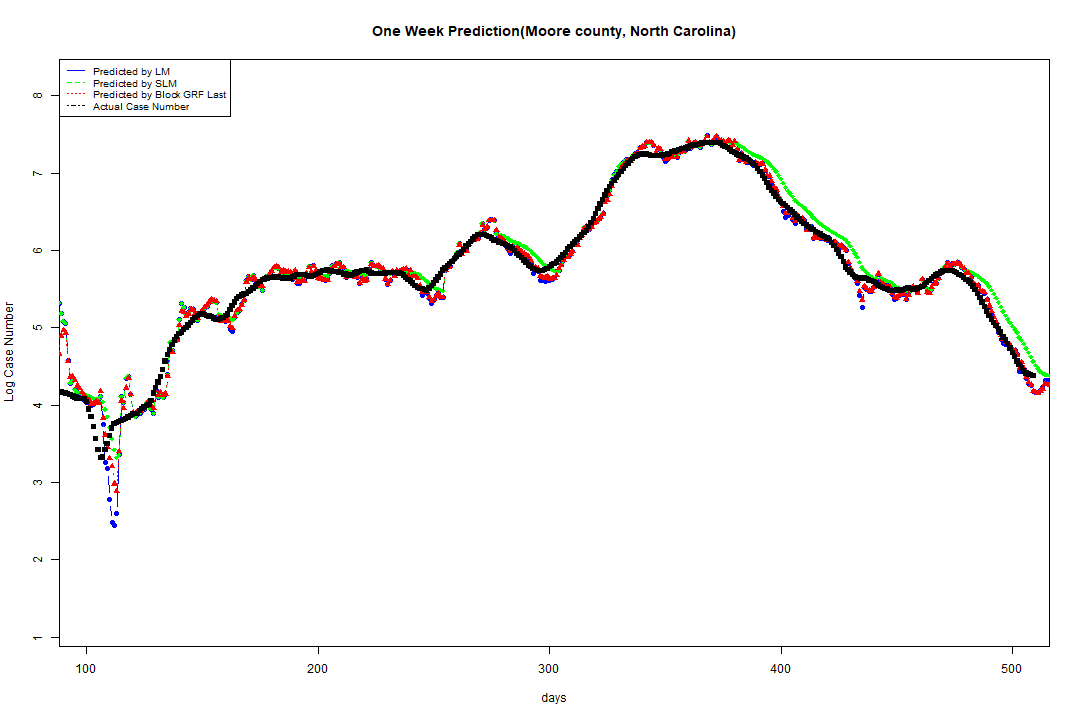 One Week Prediction(Moore county, North Carolina)
Predicted by LM
Predicted by SLM
Predicted by Block GRF Last
Actual Case Number
Log Case Number
8
7
6
5
4
3
2
1
100 200 300 400 500
days